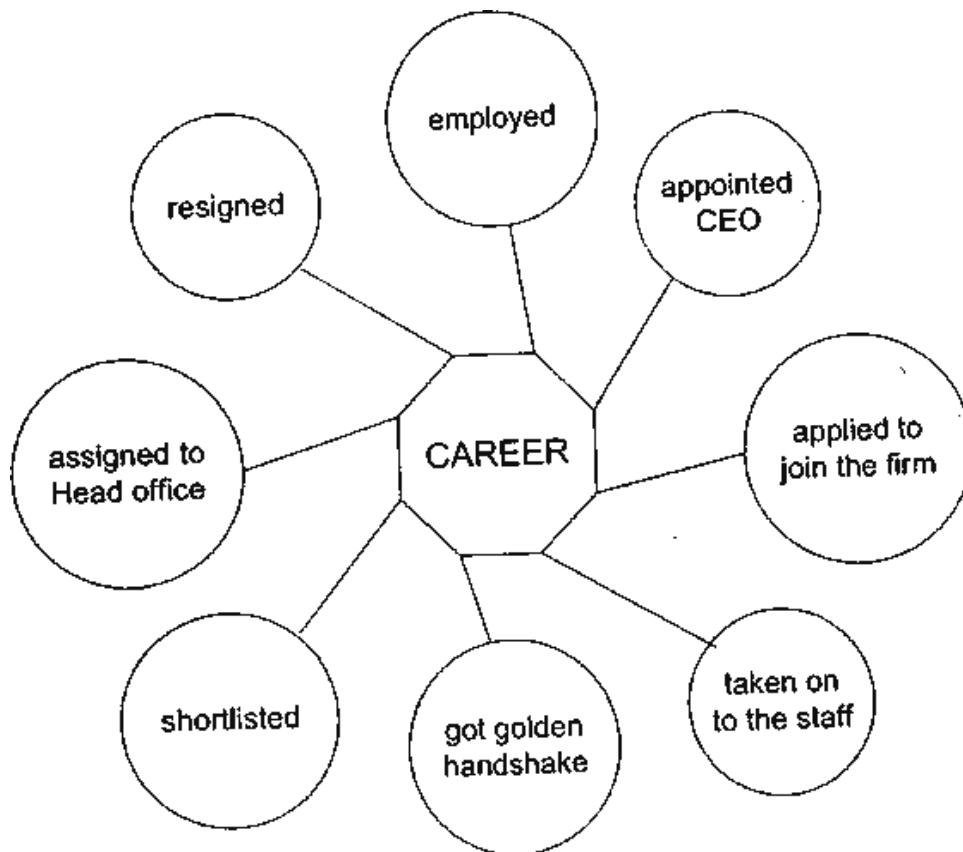 employed
appointed
CEO
resigned
applied to
join the firm
CAREER
assigned to
Head office
taken on
to the staff
shortlisted
got golden
handshake